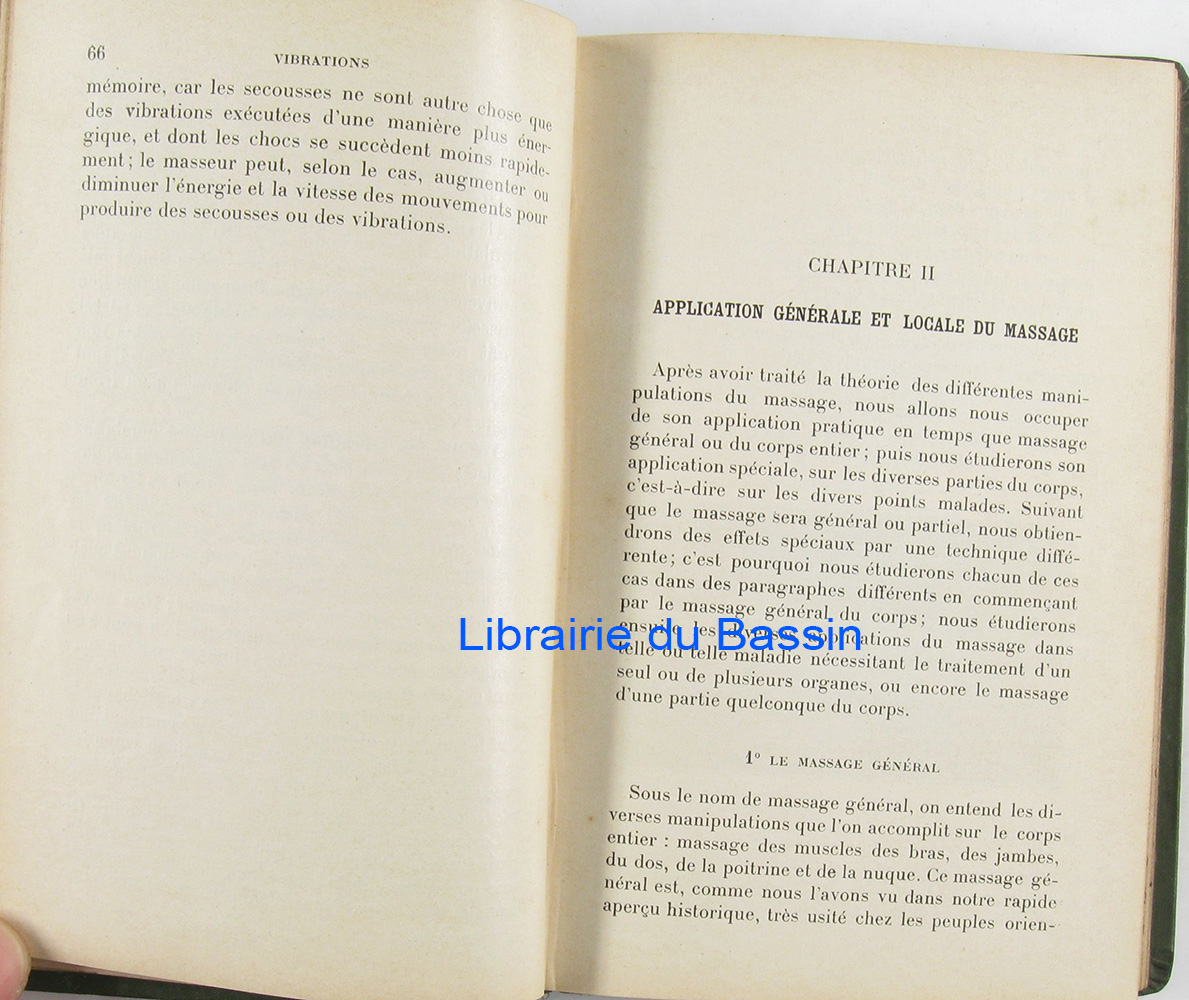 66
VIBRATIONS
mémoire, car les secousses ne sont autre chose que
des vibrations exécutées d'une manière plus éner-
gique, et dont les chocs se succèdent moins rapide-
ment; le masseur peut, selon le cas, augmenter ou
diminuer l'énergie et la vitesse des mouvements pour
produire des secousses ou des vibrations.
CHAPITRE II
APPLICATION GÉNÉRALE ET LOCALE DU MASSAGE
Après avoir traité la théorie des différentes mani-
pulations du massage, nous allons nous occuper
de son application pratique en temps que massage
général ou du corps entier; puis nous étudierons son
application spéciale, sur les diverses parties du corps,
c'est-à-dire sur les divers points malades. Suivant
que le massage sera général ou partiel, nous obtien-
drons des effets spéciaux par une technique diffé-
rente; c'est pourquoi nous étudierons chacun de ces
cas dans des paragraphes différents en commençant
par le massage général du corps; nous étudierons
ensuite les diverses applications du massage dans
telle ou telle maladie nécessitant le traitement d'un
seul ou de plusieurs organes, ou encore le massage
d'une partie quelconque du corps.
1° LE MASSAGE GÉNÉRAL
Sous le nom de massage général, on entend les di-
verses manipulations que l'on accomplit sur le corps
entier : massage des muscles des bras, des jambes,
du dos, de la poitrine et de la nuque. Ce massage gé-
néral est, comme nous l'avons vu dans notre rapide
aperçu historique, très usité chez les peuples orien-
Librairie du Bassin